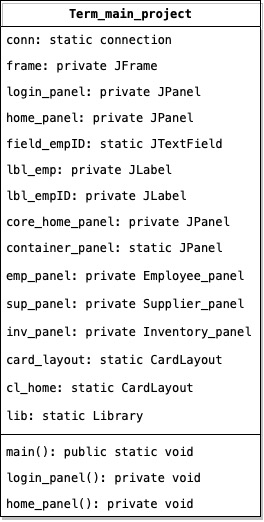 Term_main_project
conn: static connection
frame: private JFrame
login_panel: private JPanel
home_panel: private JPanel
field_empID: static JTextField
lbl_emp: private JLabel
lbl_empID: private JLabel
core_home_panel: private JPanel
container_panel: static JPanel
emp_panel: private Employee_panel
sup_panel: private Supplier_panel
inv_panel: private Inventory_panel
card_layout: static CardLayout
cl_home: static CardLayout
lib: static Library
main(): public static void
login_panel(): private void
home_panel(): private void